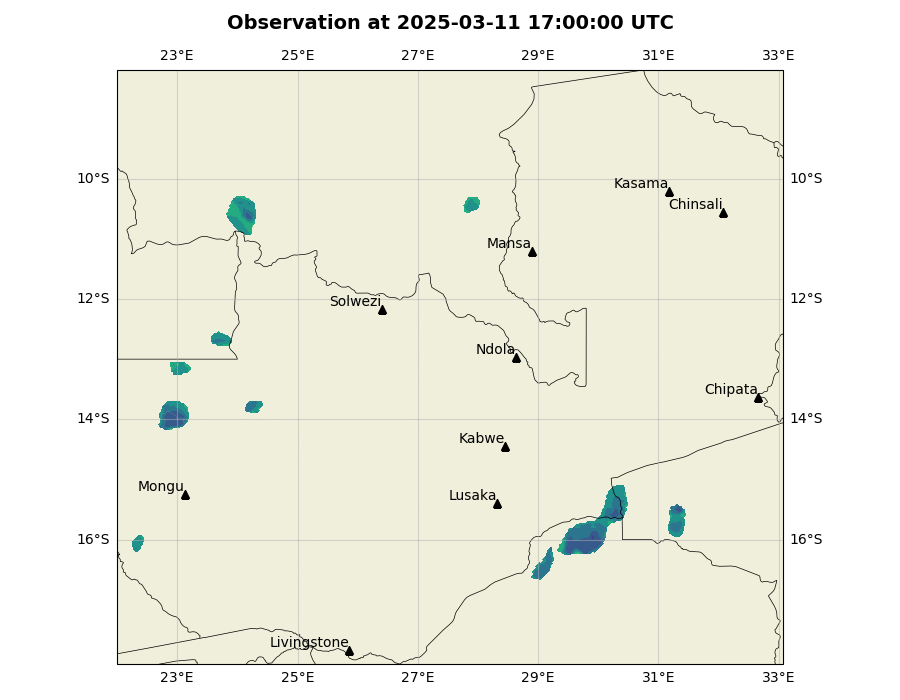 Observation at 2025-03-11 17:00:00 UTC
23°E 25°E 27°E 29°E 31°E 33°E
10°S 10°S
Kasama
Chinsali
Mansa
12°S 12°S
Solwezi
Ndola
Chipata
14°S 14°S
Kabwe
Mongu
Lusaka
16°S 16°S
Livingstone
23°E 25°E 27°E 29°E 31°E 33°E